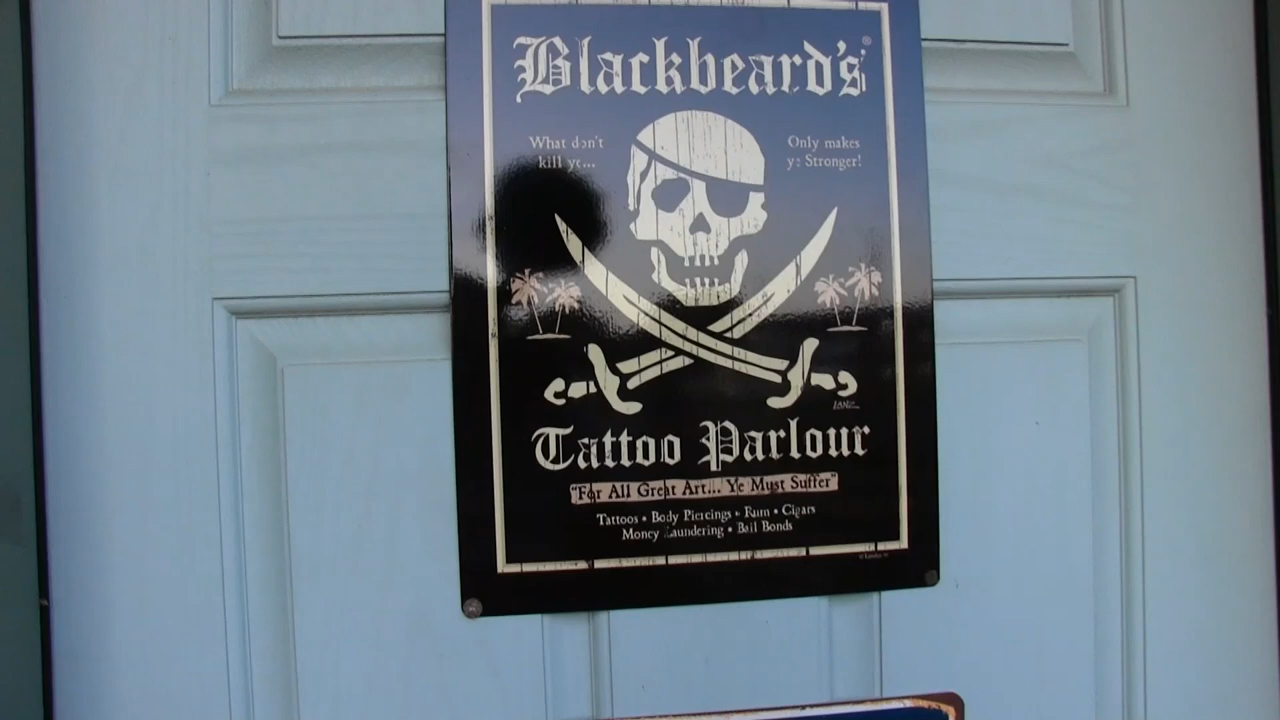 Blackbeard's®
What don't
kill ye...
Only makes
ye Stronger!
Tattoo Parlour
"For All Great Art... Ye Must Suffer"
Tattoos • Body Piercings • Rum • Cigars
Money Laundering • Bail Bonds